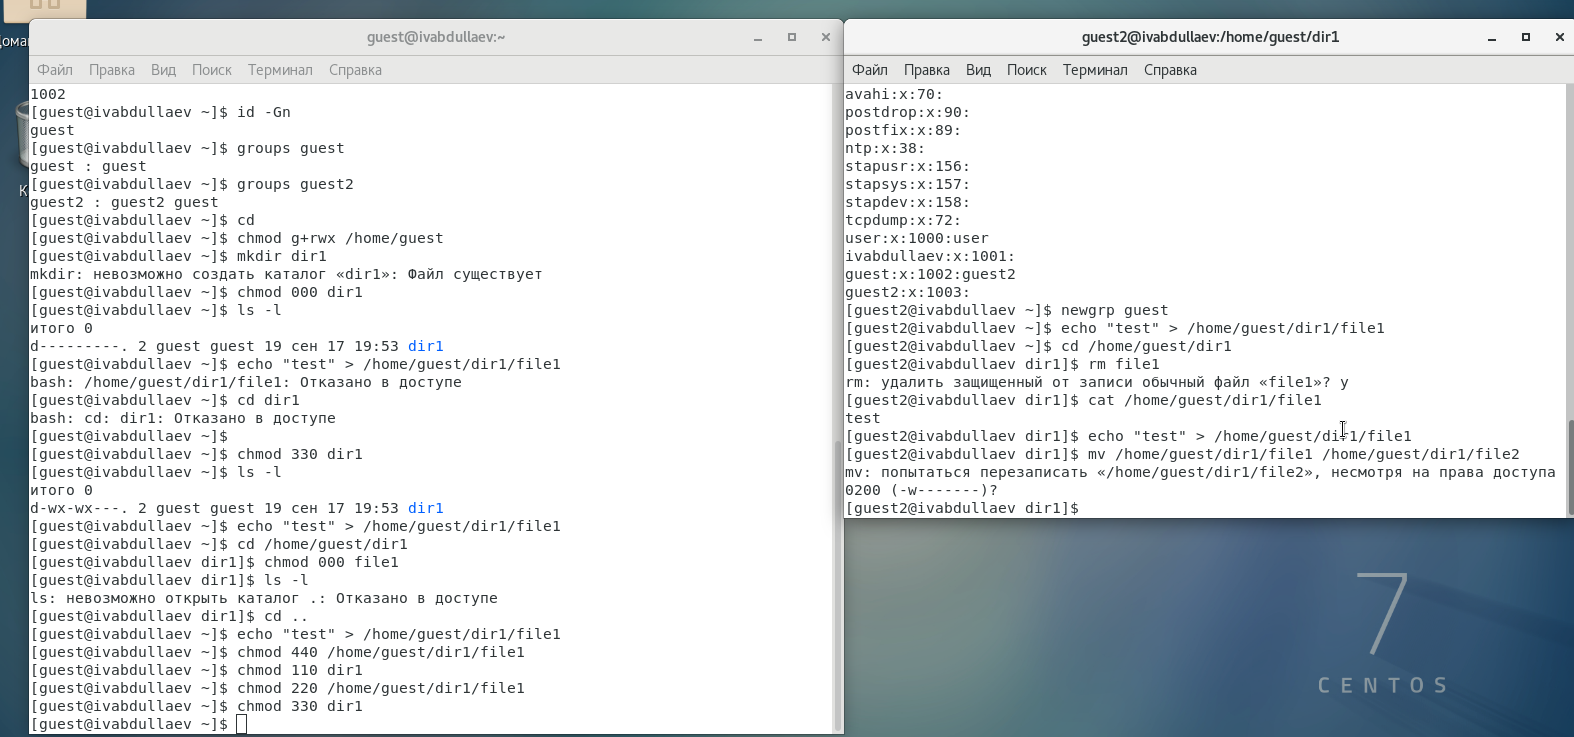 guest@ivabdullaev:~
Файл Правка Вид Поиск Терминал Справка
1002
[guest@ivabdullaev ~]$ id -Gn
guest
[guest@ivabdullaev ~]$ groups guest
guest : guest
[guest@ivabdullaev ~]$ groups guest2
guest2 : guest2 guest
[guest@ivabdullaev ~]$ cd
[guest@ivabdullaev ~]$ chmod g+rwx /home/guest
[guest@ivabdullaev ~]$ mkdir dir1
mkdir: невозможно создать каталог «dir1»: Файл существует
[guest@ivabdullaev ~]$ chmod 000 dir1
[guest@ivabdullaev ~]$ ls -l
итого 0
d---------. 2 guest guest 19 сен 17 19:53 dir1
[guest@ivabdullaev ~]$ echo "test" > /home/guest/dir1/file1
bash: /home/guest/dir1/file1: Отказано в доступе
[guest@ivabdullaev ~]$ cd dir1
bash: cd: dir1: Отказано в доступе
[guest@ivabdullaev ~]$
[guest@ivabdullaev ~]$ chmod 330 dir1
[guest@ivabdullaev ~]$ ls -l
итого 0
d-wx-wx---. 2 guest guest 19 сен 17 19:53 dir1
[guest@ivabdullaev ~]$ echo "test" > /home/guest/dir1/file1
[guest@ivabdullaev ~]$ cd /home/guest/dir1
[guest@ivabdullaev dir1]$ chmod 000 file1
[guest@ivabdullaev dir1]$ ls -l
ls: невозможно открыть каталог .: Отказано в доступе
[guest@ivabdullaev dir1]$ cd ..
[guest@ivabdullaev ~]$ echo "test" > /home/guest/dir1/file1
[guest@ivabdullaev ~]$ chmod 440 /home/guest/dir1/file1
[guest@ivabdullaev ~]$ chmod 110 dir1
[guest@ivabdullaev ~]$ chmod 220 /home/guest/dir1/file1
[guest@ivabdullaev ~]$ chmod 330 dir1
[guest@ivabdullaev ~]$
guest2@ivabdullaev:/home/guest/dir1
Файл Правка Вид Поиск Терминал Справка
avahi:x:70:
postdrop:x:90:
postfix:x:89:
ntp:x:38:
stapusr:x:156:
stapsys:x:157:
stapdev:x:158:
tcpdump:x:72:
user:x:1000:user
ivabdullaev:x:1001:
guest:x:1002:guest2
guest2:x:1003:
[guest2@ivabdullaev ~]$ newgrp guest
[guest2@ivabdullaev ~]$ echo "test" > /home/guest/dir1/file1
[guest2@ivabdullaev ~]$ cd /home/guest/dir1
[guest2@ivabdullaev dir1]$ rm file1
rm: удалить защищенный от записи обычный файл «file1»? y
[guest2@ivabdullaev dir1]$ cat /home/guest/dir1/file1
test
[guest2@ivabdullaev dir1]$ echo "test" > /home/guest/dir1/file1
[guest2@ivabdullaev dir1]$ mv /home/guest/dir1/file1 /home/guest/dir1/file2
mv: попытаться перезаписать «/home/guest/dir1/file2», несмотря на права доступа
0200 (-w-------)?
[guest2@ivabdullaev dir1]$
7
CENTOS